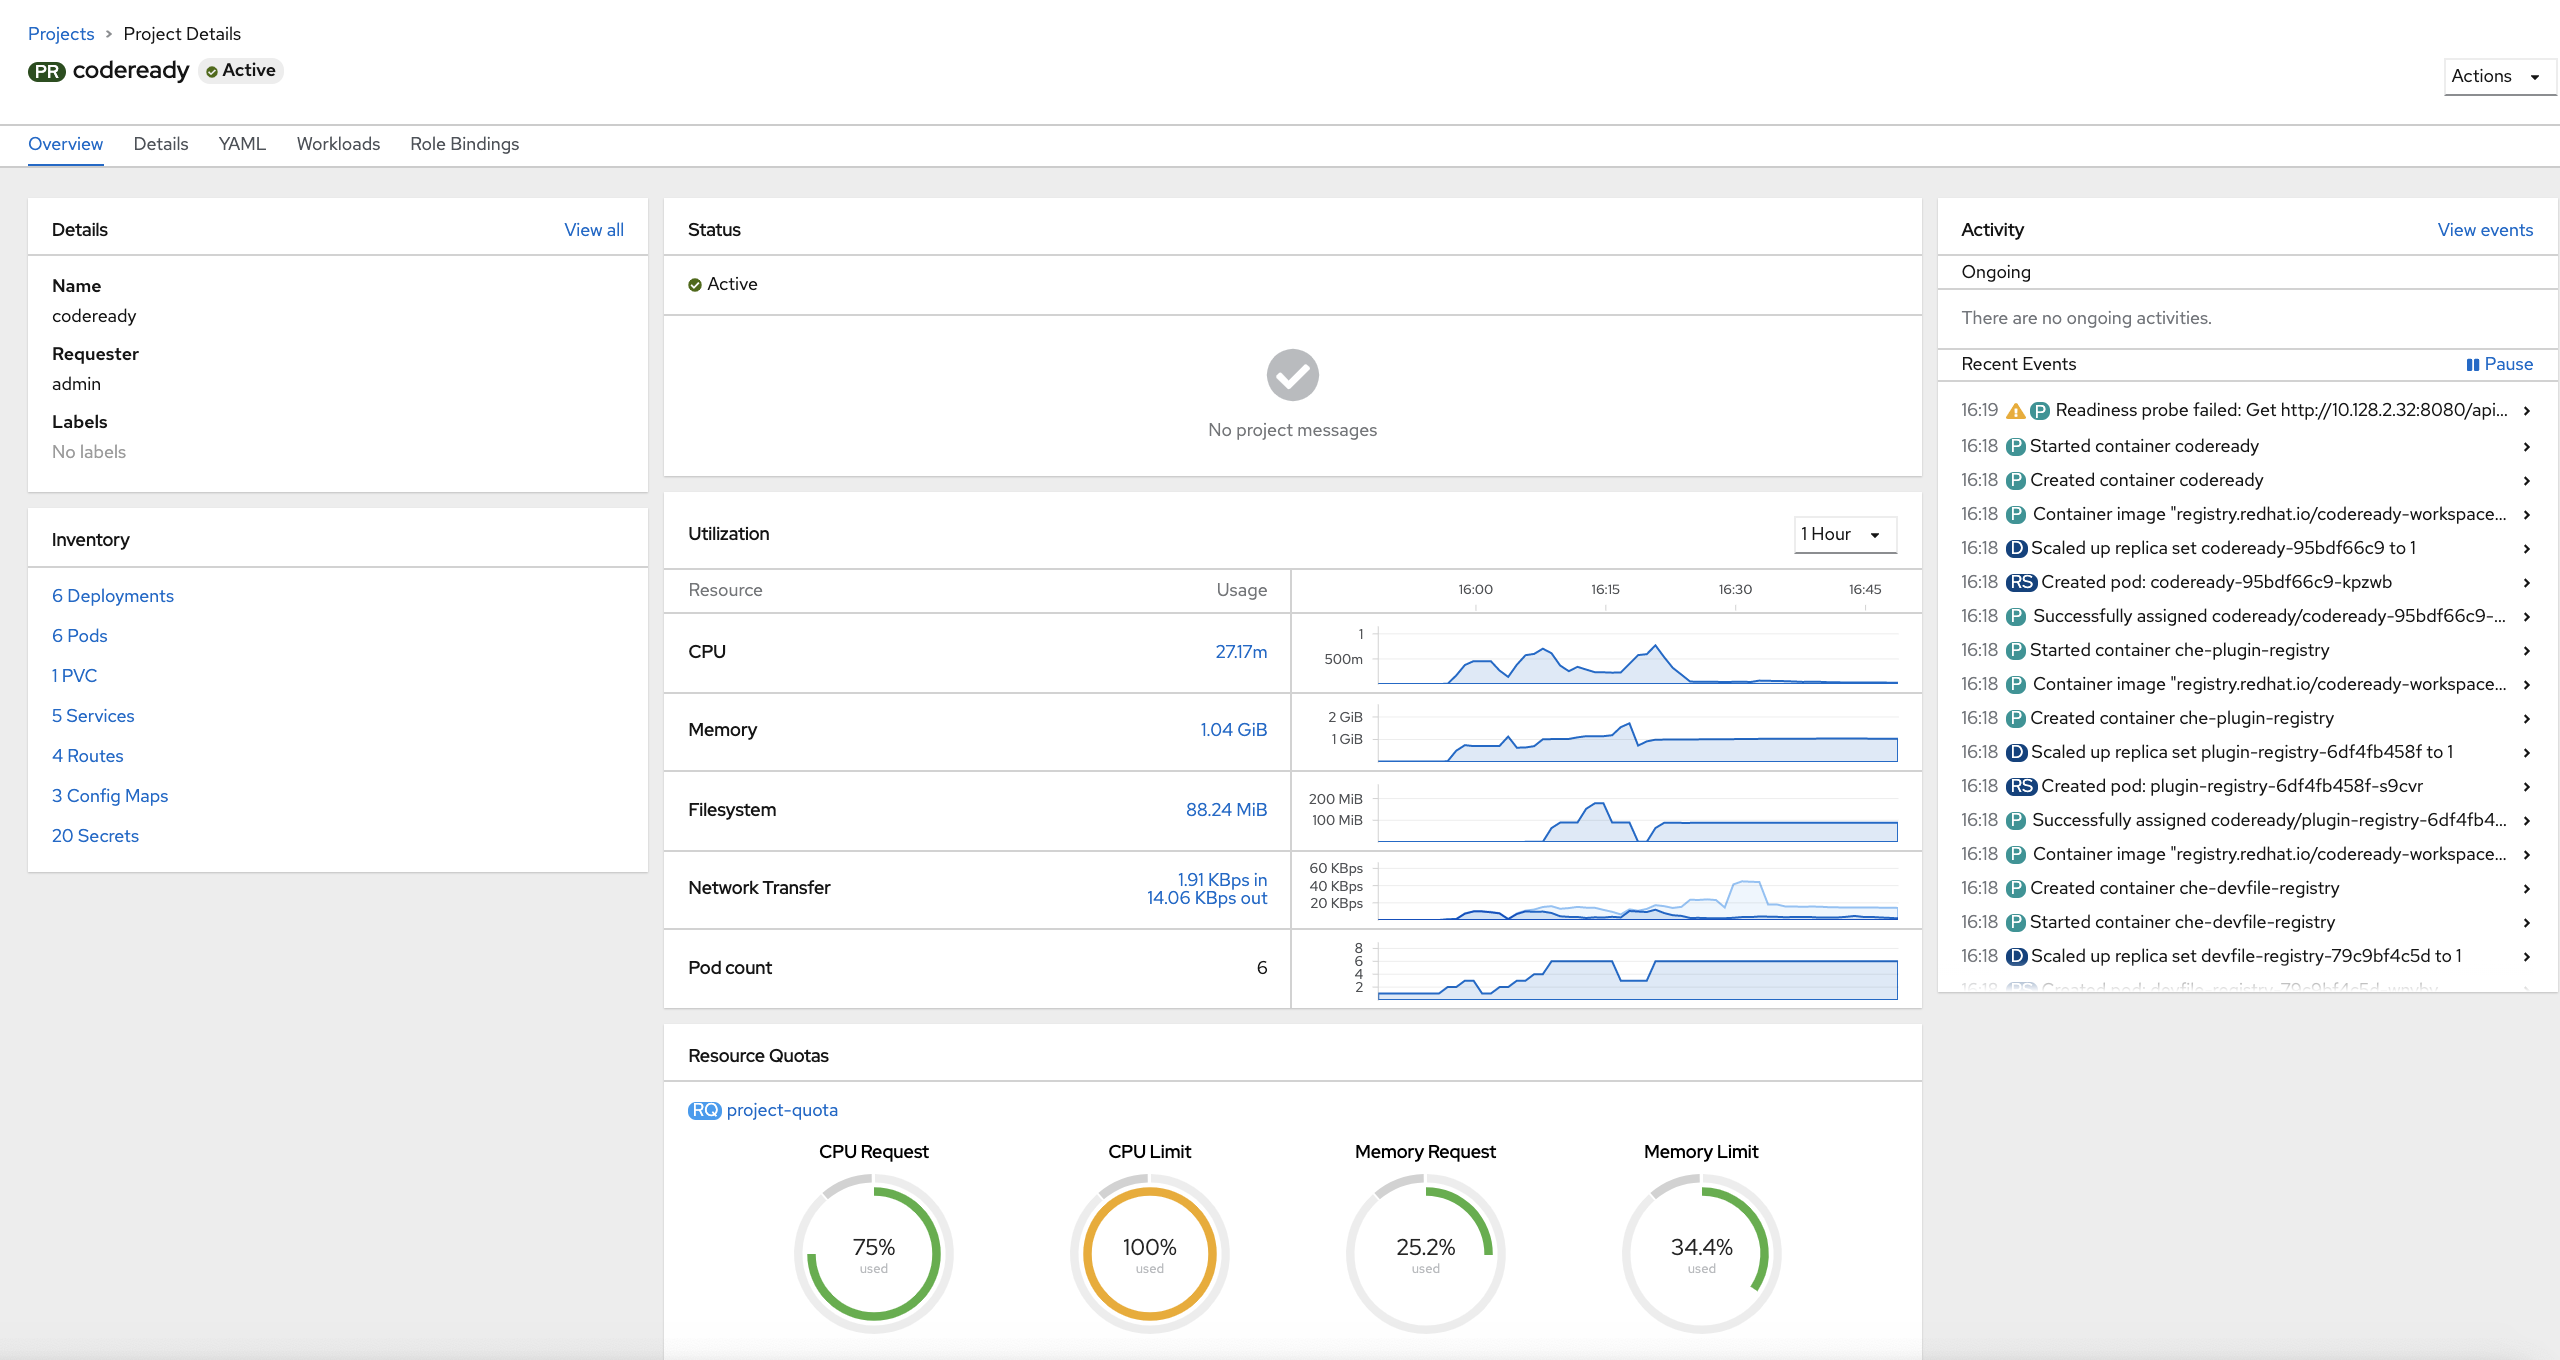 Projects > Project Details
PR codeready Active
Actions
Overview Details YAML Workloads Role Bindings
Details View all
Name
codeready
Requester
admin
Labels
No labels
Inventory
6 Deployments
6 Pods
1 PVC
5 Services
4 Routes
3 Config Maps
20 Secrets
Status
Active
No project messages
Utilization 1 Hour
Resource Usage 16:00 16:15 16:30 16:45
CPU 27.17m 1 500m
Memory 1.04 GiB 2 GiB 1 GiB
Filesystem 88.24 MiB 200 MiB 100 MiB
Network Transfer 1.91 KBps in 14.06 KBps out 60 KBps 40 KBps 20 KBps
Pod count 6 8 6 4 2
Resource Quotas
RQ project-quota
CPU Request CPU Limit Memory Request Memory Limit
75% 100% 25.2% 34.4%
used used used used
Activity View events
Ongoing
There are no ongoing activities.
Recent Events Pause
16:19 P Readiness probe failed: Get http://10.128.2.32:8080/api...
16:18 P Started container codeready
16:18 P Created container codeready
16:18 P Container image "registry.redhat.io/codeready-workspace...
16:18 D Scaled up replica set codeready-95bdf66c9 to 1
16:18 RS Created pod: codeready-95bdf66c9-kpzwb
16:18 P Successfully assigned codeready/codeready-95bdf66c9-...
16:18 P Started container che-plugin-registry
16:18 P Container image "registry.redhat.io/codeready-workspace...
16:18 P Created container che-plugin-registry
16:18 D Scaled up replica set plugin-registry-6df4fb458f to 1
16:18 RS Created pod: plugin-registry-6df4fb458f-s9cvr
16:18 P Successfully assigned codeready/plugin-registry-6df4fb4...
16:18 P Container image "registry.redhat.io/codeready-workspace...
16:18 P Created container che-devfile-registry
16:18 P Started container che-devfile-registry
16:18 D Scaled up replica set devfile-registry-79c9bf4c5d to 1
16:18 RS Created pod: